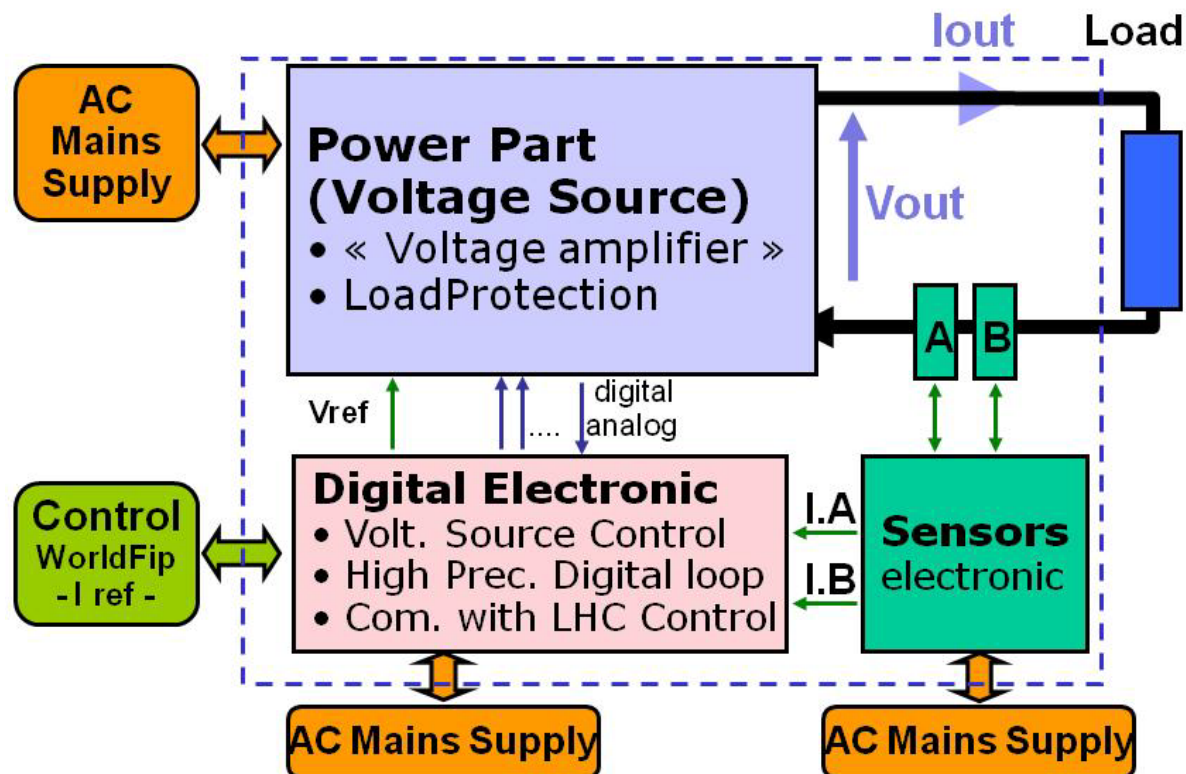 Iout
Load
AC
Mains
Supply
Power Part
(Voltage Source)
• « Voltage amplifier »
• LoadProtection
Vout
A
B
Vref
....
digital
analog
Control
WorldFip
- I ref -
Digital Electronic
• Volt. Source Control
• High Prec. Digital loop
• Com. with LHC Control
I.A
I.B
Sensors
electronic
AC Mains Supply
AC Mains Supply